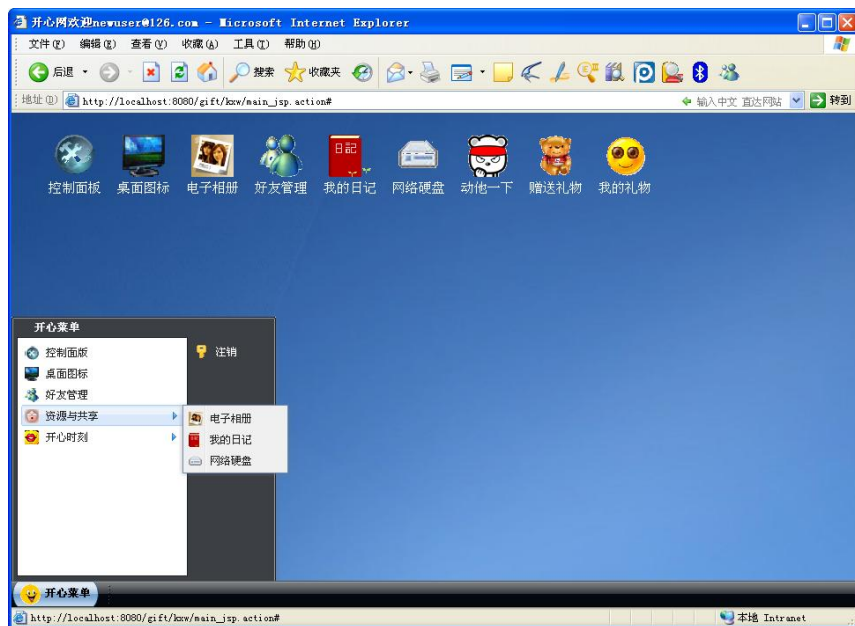 开心网欢迎newuser@126.com - Microsoft Internet Explorer
文件(F) 编辑(E) 查看(V) 收藏(A) 工具(T) 帮助(H)
后退 搜索 收藏夹
地址(D) http://localhost:8080/gift/kxw/main_jsp.action# 输入中文 直达网站 转到
日記
控制面板 桌面图标 电子相册 好友管理 我的日记 网络硬盘 动他一下 赠送礼物 我的礼物
开心菜单
控制面版 注销
桌面图标
好友管理
资源与共享 电子相册
我的日记
开心时刻
网络硬盘
开心菜单
http://localhost:8080/gift/kxw/main_jsp.action# 本地 Intranet